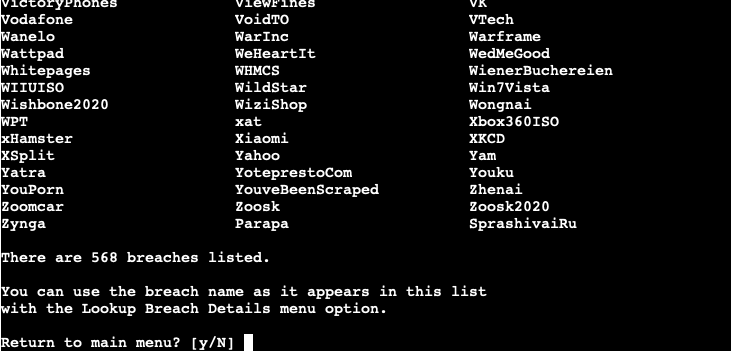 VictoryPhones ViewFines VK
Vodafone VoidTO VTech
Wanelo WarInc Warframe
Wattpad WeHeartIt WedMeGood
Whitepages WHMCS WienerBuchereien
WIIUISO WildStar Win7Vista
Wishbone2020 WiziShop Wongnai
WPT xat Xbox360ISO
xHamster Xiaomi XKCD
XSplit Yahoo Yam
Yatra YoteprestoCom Youku
YouPorn YouveBeenScraped Zhenai
Zoomcar Zoosk Zoosk2020
Zynga Parapa SprashivaiRu
There are 568 breaches listed.
You can use the breach name as it appears in this list
with the Lookup Breach Details menu option.
Return to main menu? [y/N]